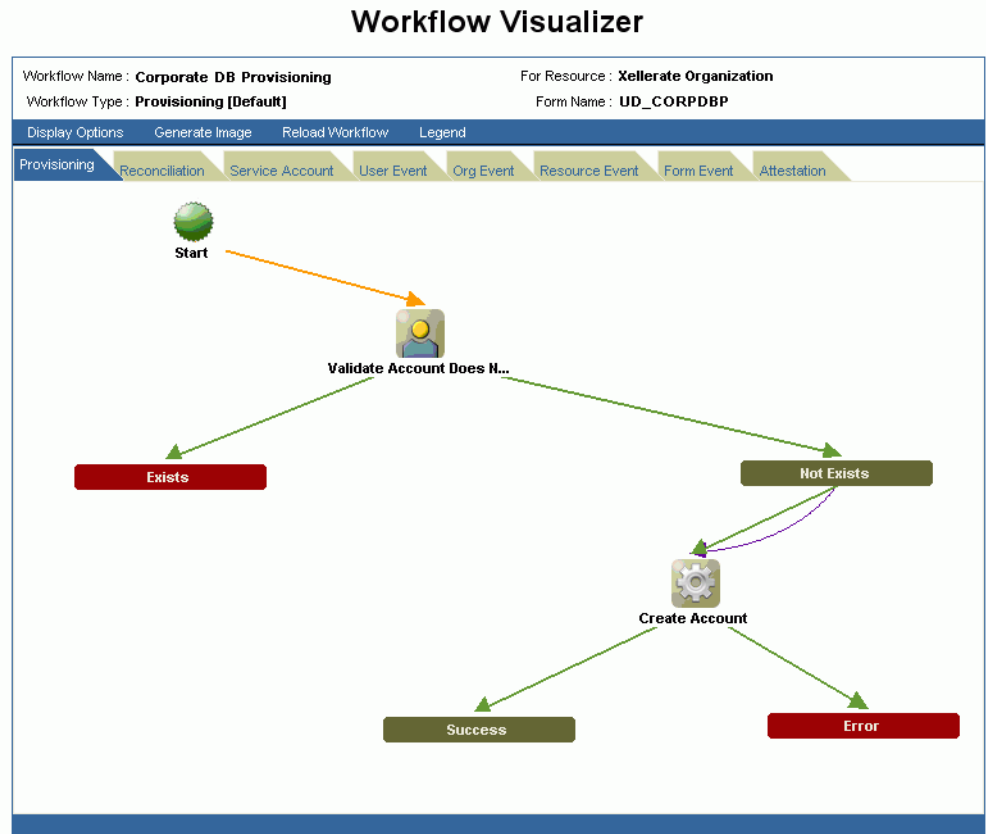 Workflow Visualizer
Workflow Name : Corporate DB Provisioning For Resource : Xellerate Organization
Workflow Type : Provisioning [Default] Form Name : UD_CORPDBP
Display Options Generate Image Reload Workflow Legend
Provisioning Reconciliation Service Account User Event Org Event Resource Event Form Event Attestation
Start
Validate Account Does N...
Exists
Not Exists
Create Account
Success
Error